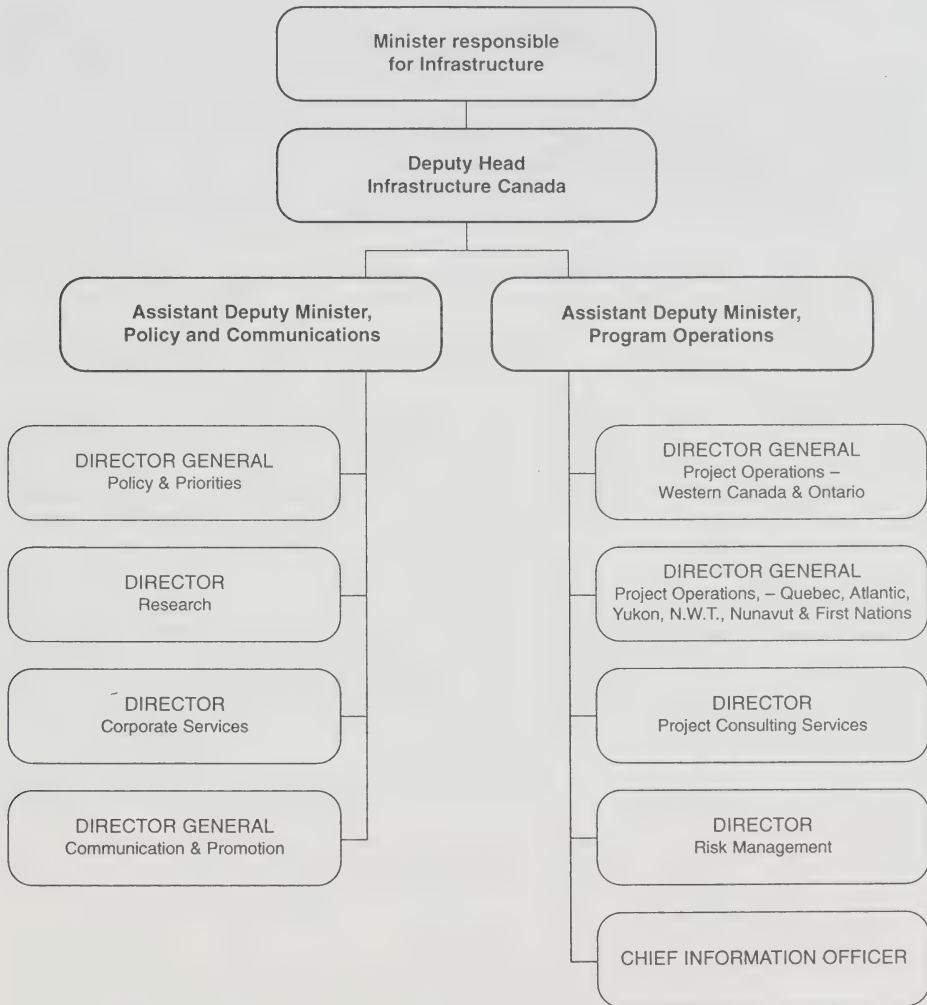 Minister responsible
for Infrastructure
Deputy Head
Infrastructure Canada
Assistant Deputy Minister,
Policy and Communications
Assistant Deputy Minister,
Program Operations
DIRECTOR GENERAL
Policy & Priorities
DIRECTOR
Research
DIRECTOR
Corporate Services
DIRECTOR GENERAL
Communication & Promotion
DIRECTOR GENERAL
Project Operations –
Western Canada & Ontario
DIRECTOR GENERAL
Project Operations, – Quebec, Atlantic,
Yukon, N.W.T., Nunavut & First Nations
DIRECTOR
Project Consulting Services
DIRECTOR
Risk Management
CHIEF INFORMATION OFFICER